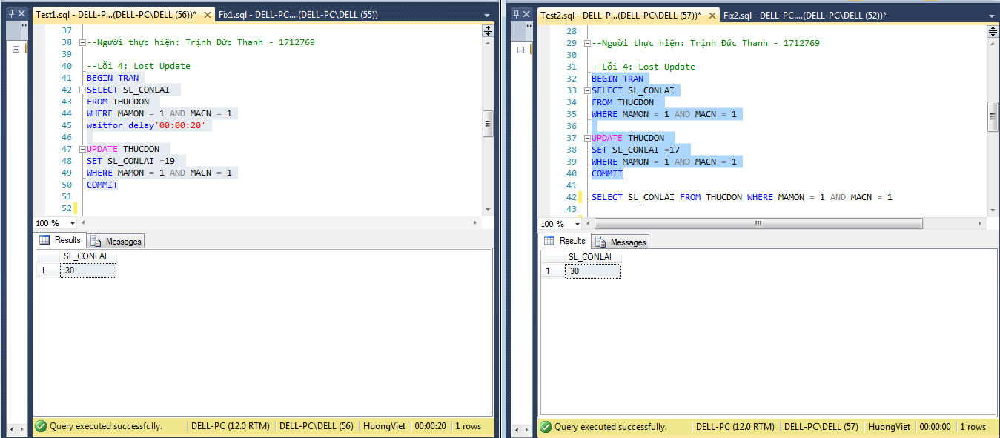 Test1.sql - DELL-P...(DELL-PC\DELL (56))*
Fix1.sql - DELL-PC....(DELL-PC\DELL (55))
37
38 --Người thực hiện: Trịnh Đức Thanh - 1712769
39
40 --Lỗi 4: Lost Update
41 BEGIN TRAN
42 SELECT SL_CONLAI
43 FROM THUCDON
44 WHERE MAMON = 1 AND MACN = 1
45 waitfor delay'00:00:20'
46
47 UPDATE THUCDON
48 SET SL_CONLAI =19
49 WHERE MAMON = 1 AND MACN = 1
50 COMMIT
51
52
100 %
Results Messages
SL_CONLAI
1 30
Query executed successfully. DELL-PC (12.0 RTM) DELL-PC\DELL (56) HuongViet 00:00:20 1 rows
Test2.sql - DELL-P...(DELL-PC\DELL (57))*
Fix2.sql - DELL-PC....(DELL-PC\DELL (52))*
28
29 --Người thực hiện: Trịnh Đức Thanh - 1712769
30
31 --Lỗi 4: Lost Update
32 BEGIN TRAN
33 SELECT SL_CONLAI
34 FROM THUCDON
35 WHERE MAMON = 1 AND MACN = 1
36
37 UPDATE THUCDON
38 SET SL_CONLAI =17
39 WHERE MAMON = 1 AND MACN = 1
40 COMMIT
41
42 SELECT SL_CONLAI FROM THUCDON WHERE MAMON = 1 AND MACN = 1
43
100 %
Results Messages
SL_CONLAI
1 30
Query executed successfully. DELL-PC (12.0 RTM) DELL-PC\DELL (57) HuongViet 00:00:00 1 rows